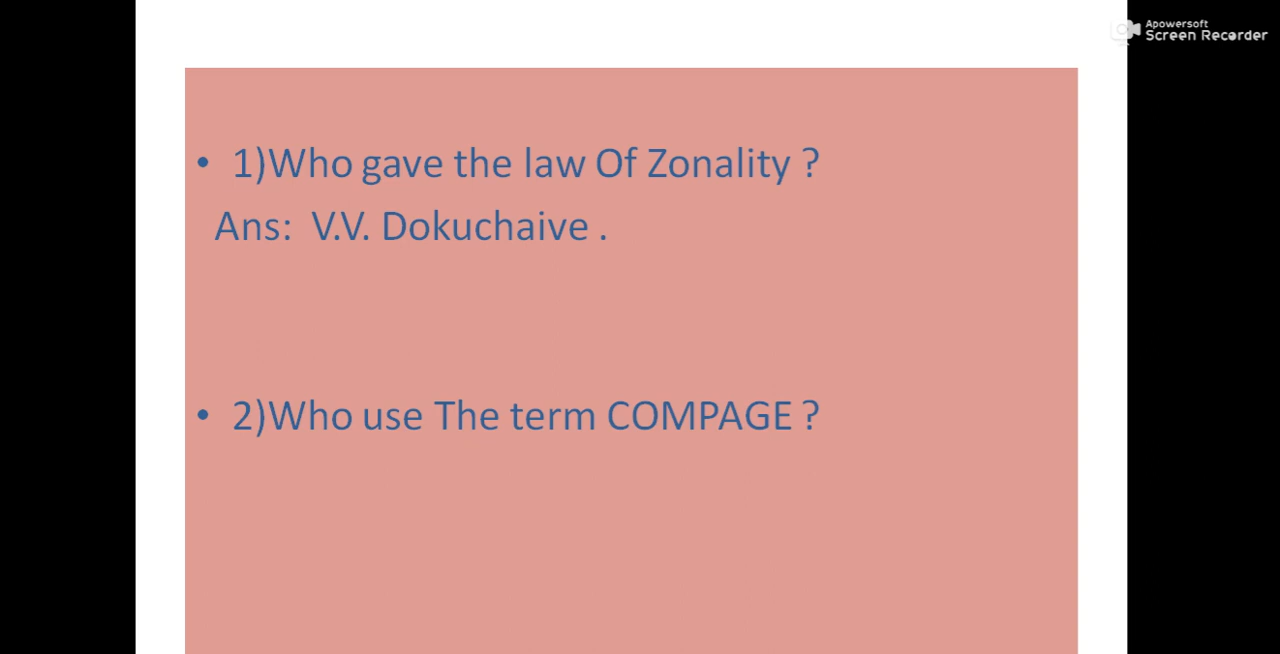 Apowersoft
Screen Recorder
• 1)Who gave the law Of Zonality ?
Ans: V.V. Dokuchaive .
• 2)Who use The term COMPAGE ?